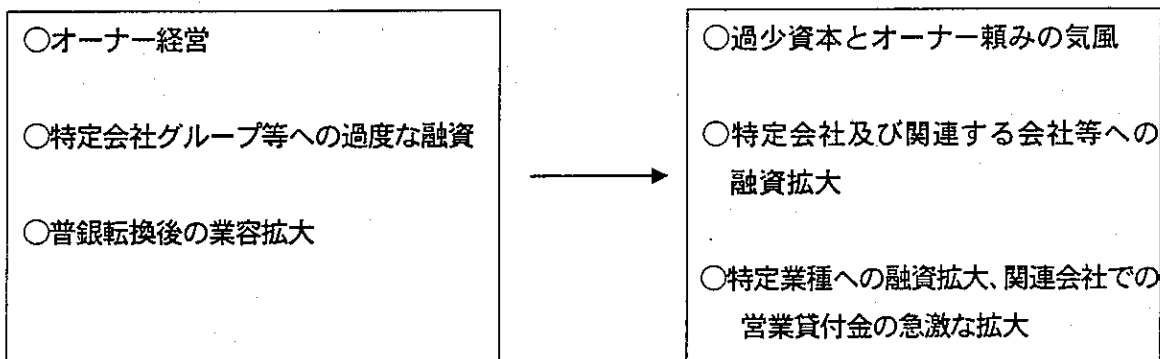 ○オーナー経営
○特定会社グループ等への過度な融資
○普銀転換後の業容拡大
○過少資本とオーナー頼みの気風
○特定会社及び関連する会社等への
融資拡大
○特定業種への融資拡大、関連会社での
営業貸付金の急激な拡大